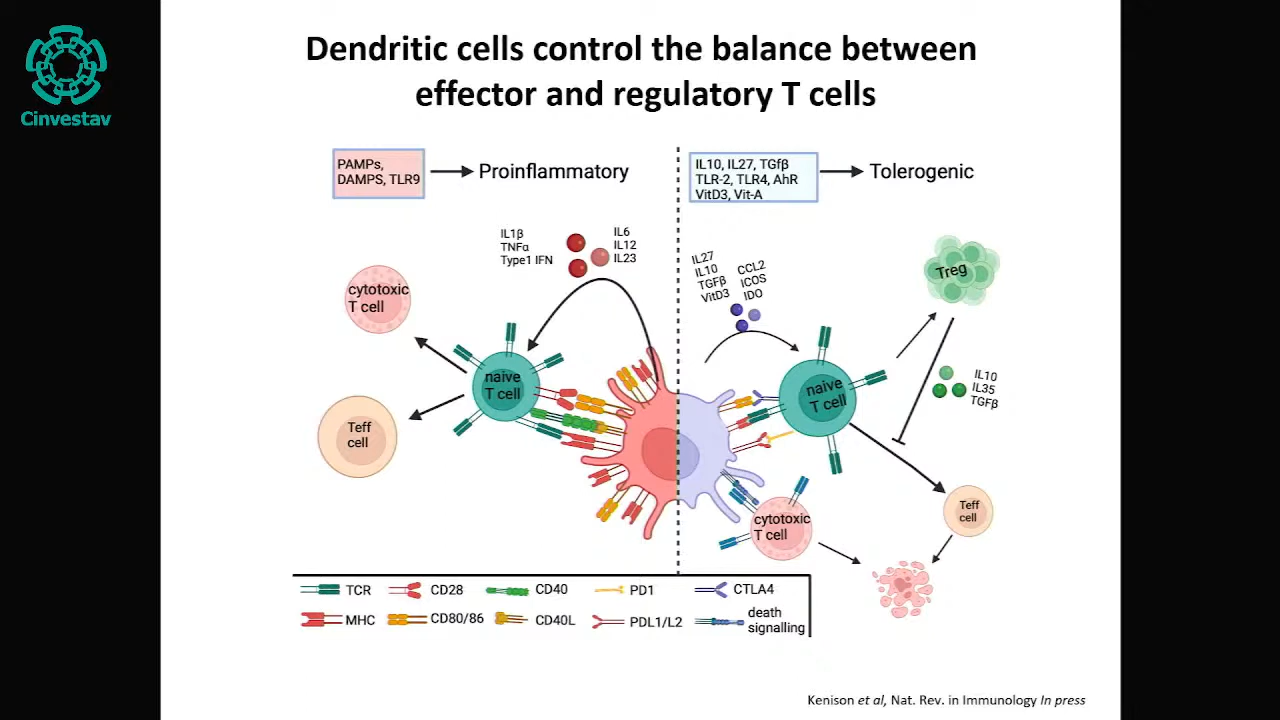 Cinvestav
Dendritic cells control the balance between
effector and regulatory T cells
PAMPs,
DAMPS, TLR9
Proinflammatory
IL10, IL27, TGfβ
TLR-2, TLR4, AhR
VitD3, Vit-A
Tolerogenic
IL1β
TNFα
Type1 IFN
IL6
IL12
IL23
cytotoxic
T cell
naive
T cell
Teff
cell
IL27
IL10
TGFβ
VitD3
CCL2
ICOS
IDO
Treg
naive
T cell
IL10
IL35
TGFβ
cytotoxic
T cell
Teff
cell
TCR
CD28
CD40
PD1
CTLA4
MHC
CD80/86
CD40L
PDL1/L2
death
signalling
Kenison et al, Nat. Rev. in Immunology In press